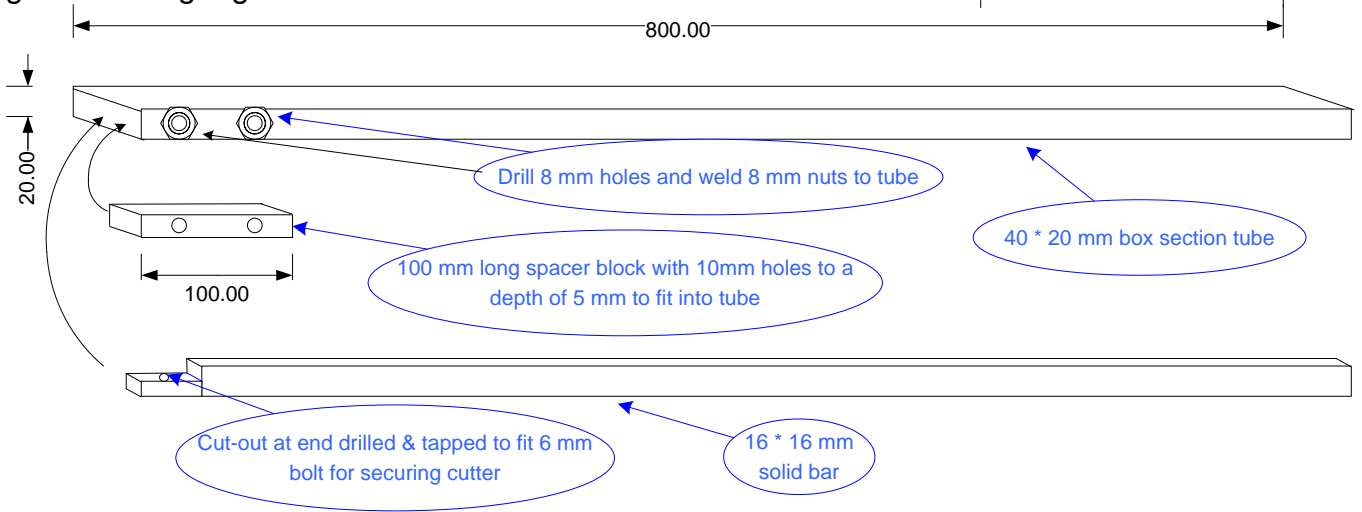 800.00
20.00
Drill 8 mm holes and weld 8 mm nuts to tube
40 * 20 mm box section tube
100 mm long spacer block with 10mm holes to a
depth of 5 mm to fit into tube
100.00
Cut-out at end drilled & tapped to fit 6 mm
bolt for securing cutter
16 * 16 mm
solid bar